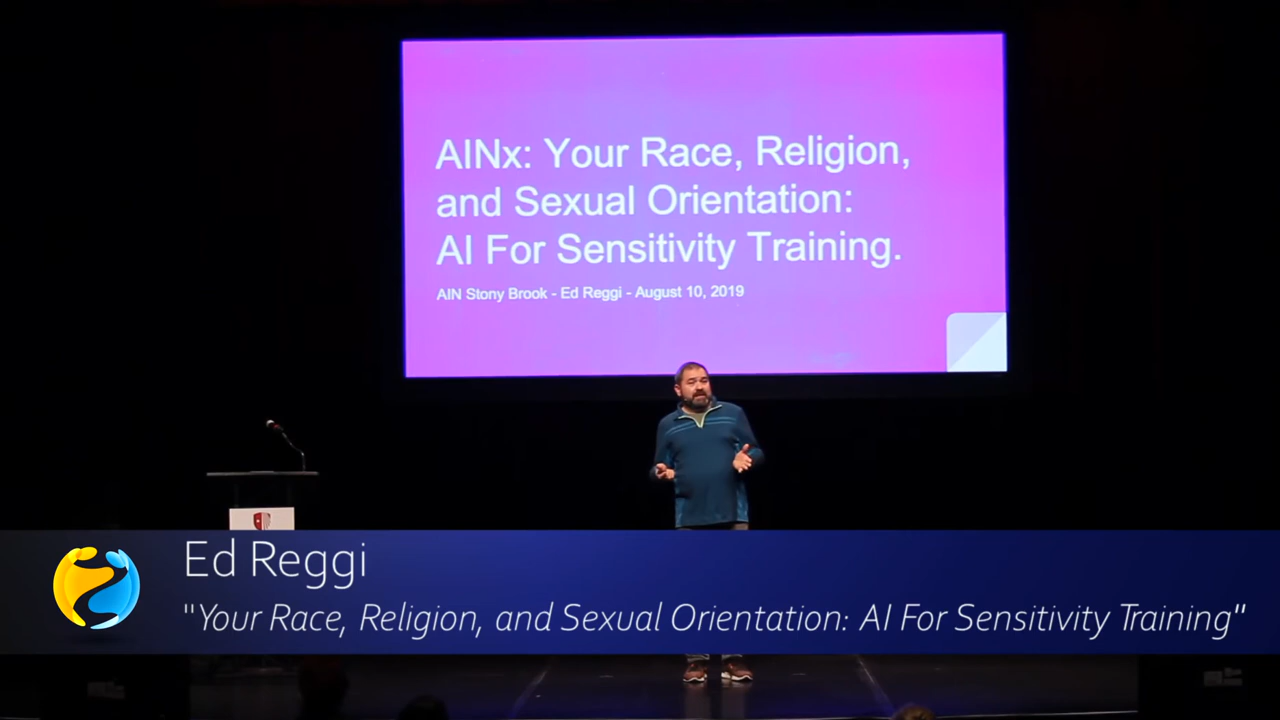 AINx: Your Race, Religion,
and Sexual Orientation:
AI For Sensitivity Training.
AIN Stony Brook - Ed Reggi - August 10, 2019
Ed Reggi
"Your Race, Religion, and Sexual Orientation: AI For Sensitivity Training"